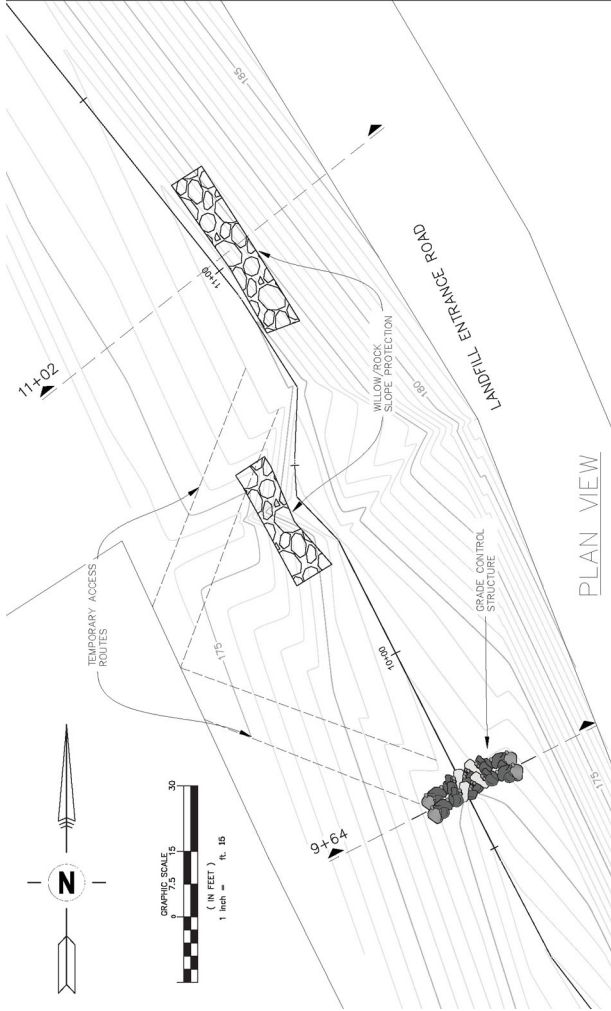 185
11+00
11+02
LANDFILL ENTRANCE ROAD
WILLOW/ROCK
SLOPE PROTECTION
180
TEMPORARY ACCESS
ROUTES
175
PLAN VIEW
GRADE CONTROL
STRUCTURE
10+00
175
9+64
N
GRAPHIC SCALE
0 7.5 15 30
( IN FEET )
1 inch = ft. 15